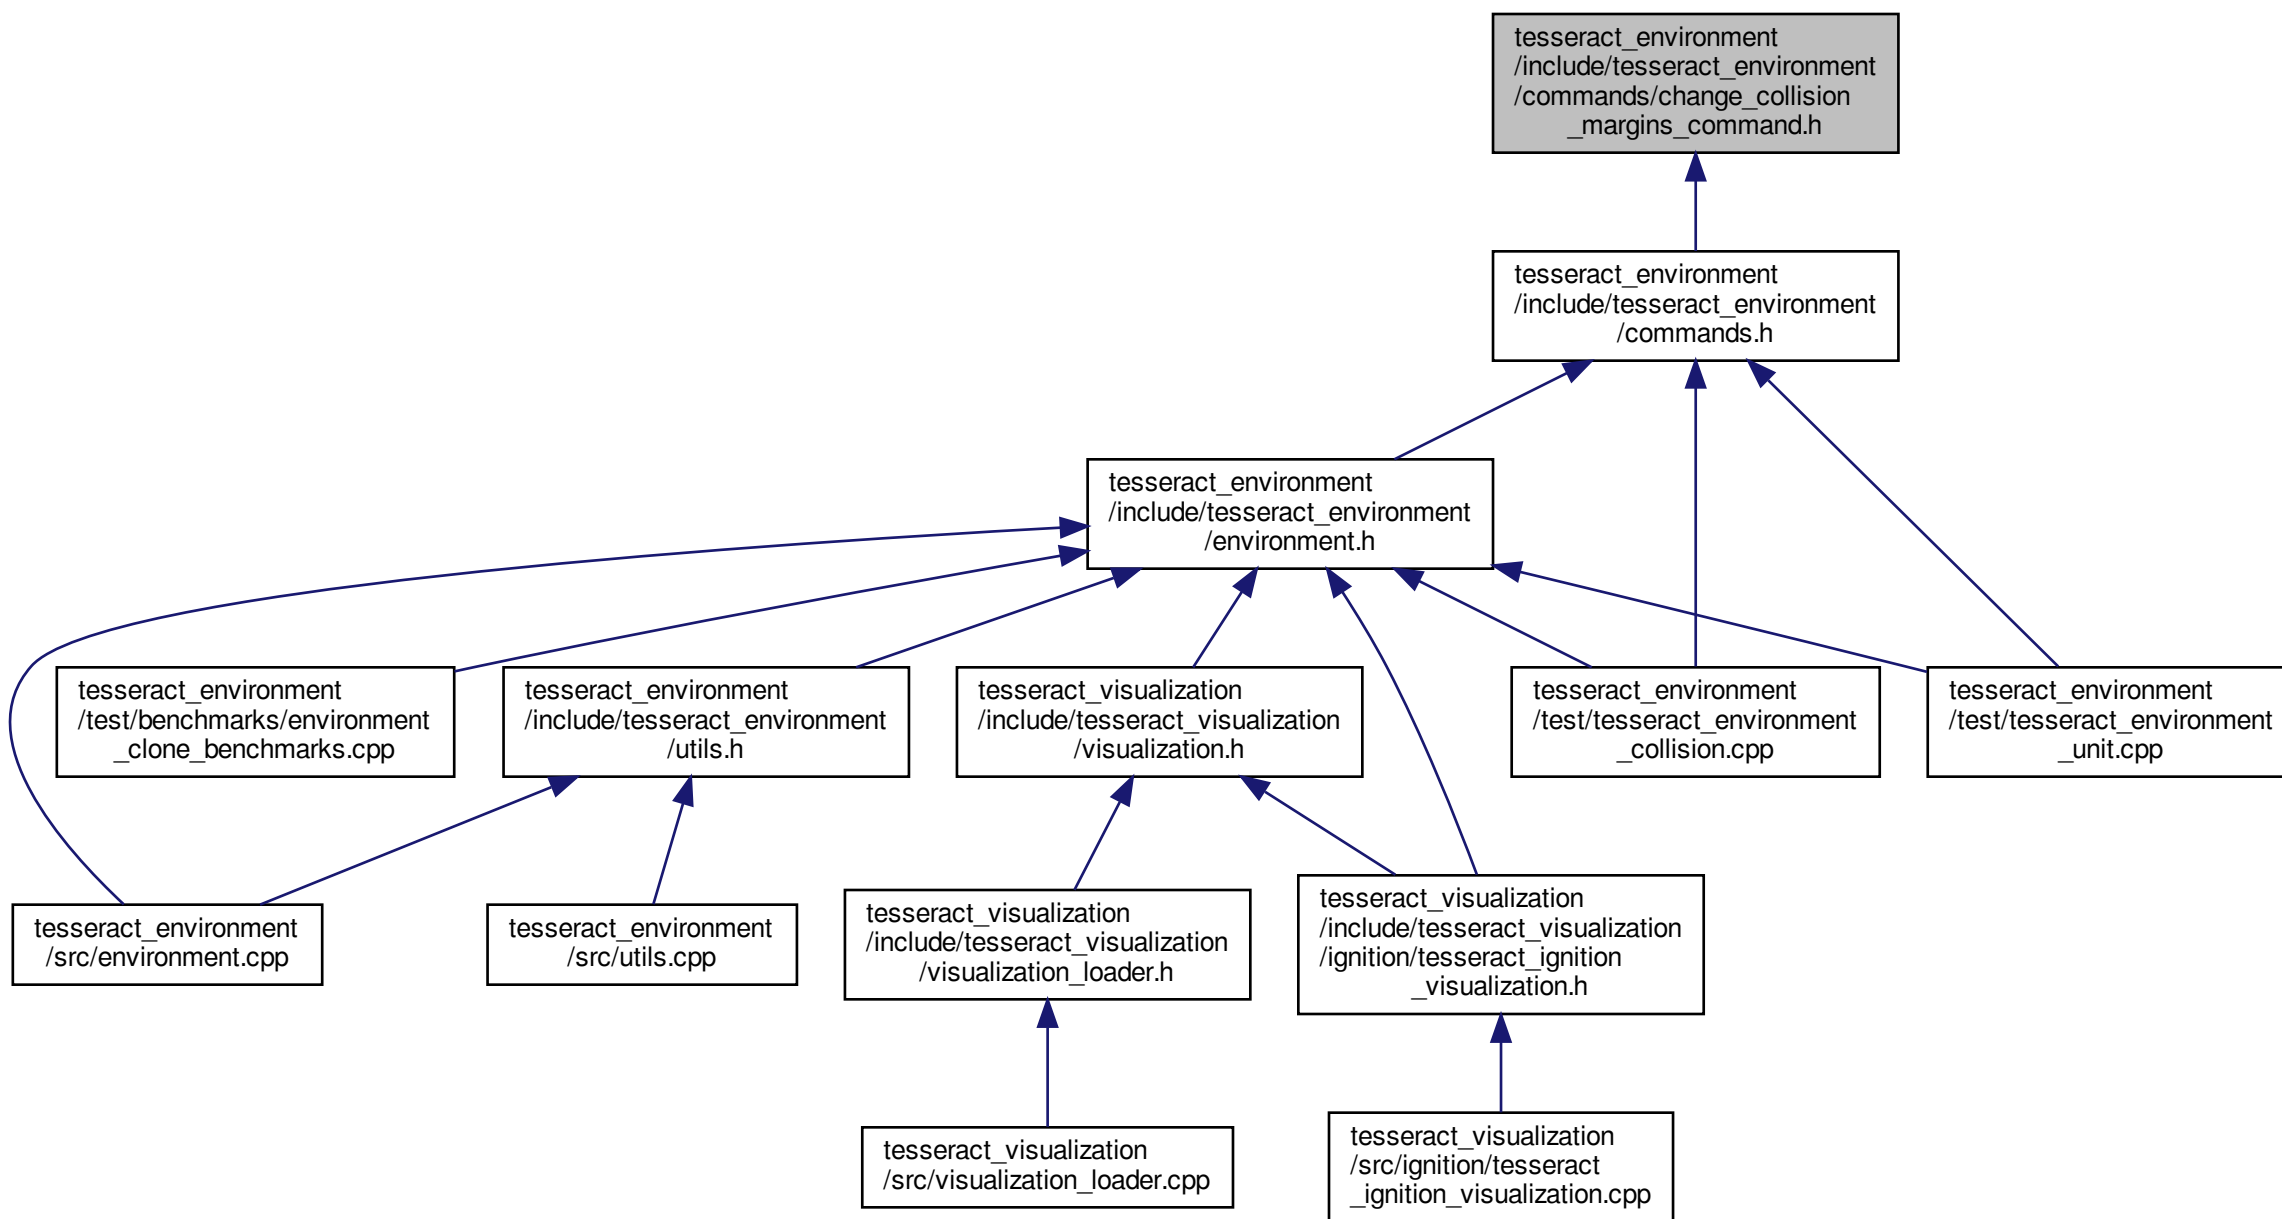 tesseract_environment
/include/tesseract_environment
/commands/change_collision
_margins_command.h
tesseract_environment
/include/tesseract_environment
/commands.h
tesseract_environment
/include/tesseract_environment
/environment.h
tesseract_environment
/test/benchmarks/environment
_clone_benchmarks.cpp
tesseract_environment
/include/tesseract_environment
/utils.h
tesseract_visualization
/include/tesseract_visualization
/visualization.h
tesseract_environment
/test/tesseract_environment
_collision.cpp
tesseract_environment
/test/tesseract_environment
_unit.cpp
tesseract_environment
/src/environment.cpp
tesseract_environment
/src/utils.cpp
tesseract_visualization
/include/tesseract_visualization
/visualization_loader.h
tesseract_visualization
/include/tesseract_visualization
/ignition/tesseract_ignition
_visualization.h
tesseract_visualization
/src/visualization_loader.cpp
tesseract_visualization
/src/ignition/tesseract
_ignition_visualization.cpp